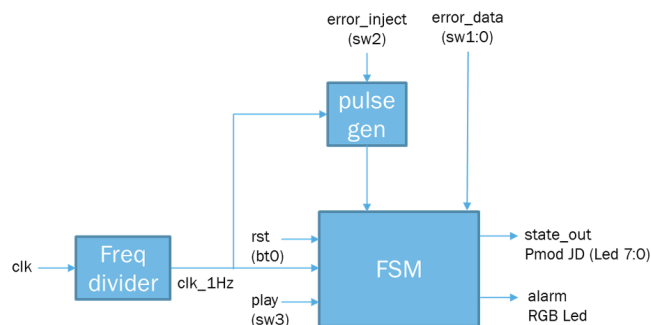 error_inject
(sw2)
error_data
(sw1:0)
pulse
gen
clk
Freq
divider
clk_1Hz
rst
(bt0)
play
(sw3)
FSM
state_out
Pmod JD (Led 7:0)
alarm
RGB Led